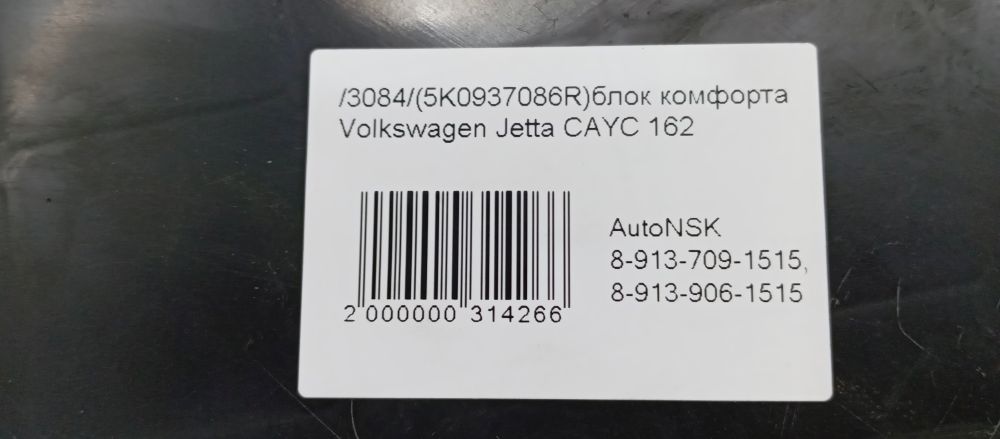 /3084/(5K0937086R)блок комфорта
Volkswagen Jetta CAYC 162
AutoNSK
8-913-709-1515,
8-913-906-1515
2 000000 314266